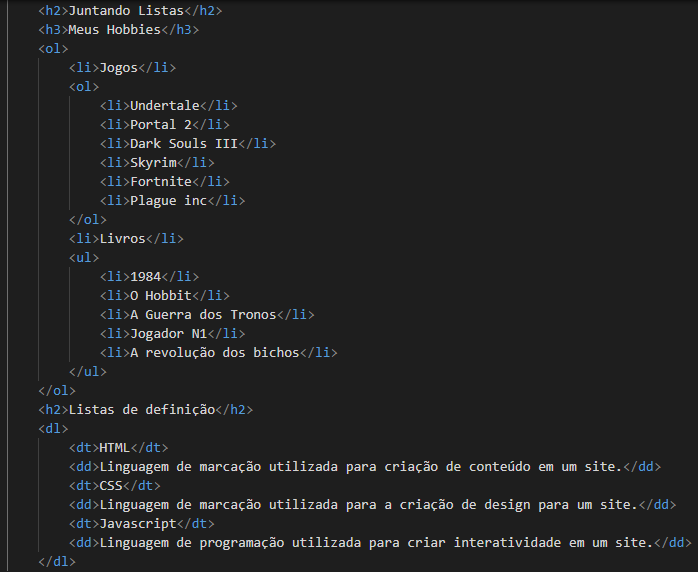 <h2>Juntando Listas</h2>
<h3>Meus Hobbies</h3>
<ol>
<li>Jogos</li>
<ol>
<li>Undertale</li>
<li>Portal 2</li>
<li>Dark Souls III</li>
<li>Skyrim</li>
<li>Fortnite</li>
<li>Plague inc</li>
</ol>
<li>Livros</li>
<ul>
<li>1984</li>
<li>O Hobbit</li>
<li>A Guerra dos Tronos</li>
<li>Jogador N1</li>
<li>A revolução dos bichos</li>
</ul>
</ol>
<h2>Listas de definição</h2>
<dl>
<dt>HTML</dt>
<dd>Linguagem de marcação utilizada para criação de conteúdo em um site.</dd>
<dt>CSS</dt>
<dd>Linguagem de marcação utilizada para a criação de design para um site.</dd>
<dt>Javascript</dt>
<dd>Linguagem de programação utilizada para criar interatividade em um site.</dd>
</dl>